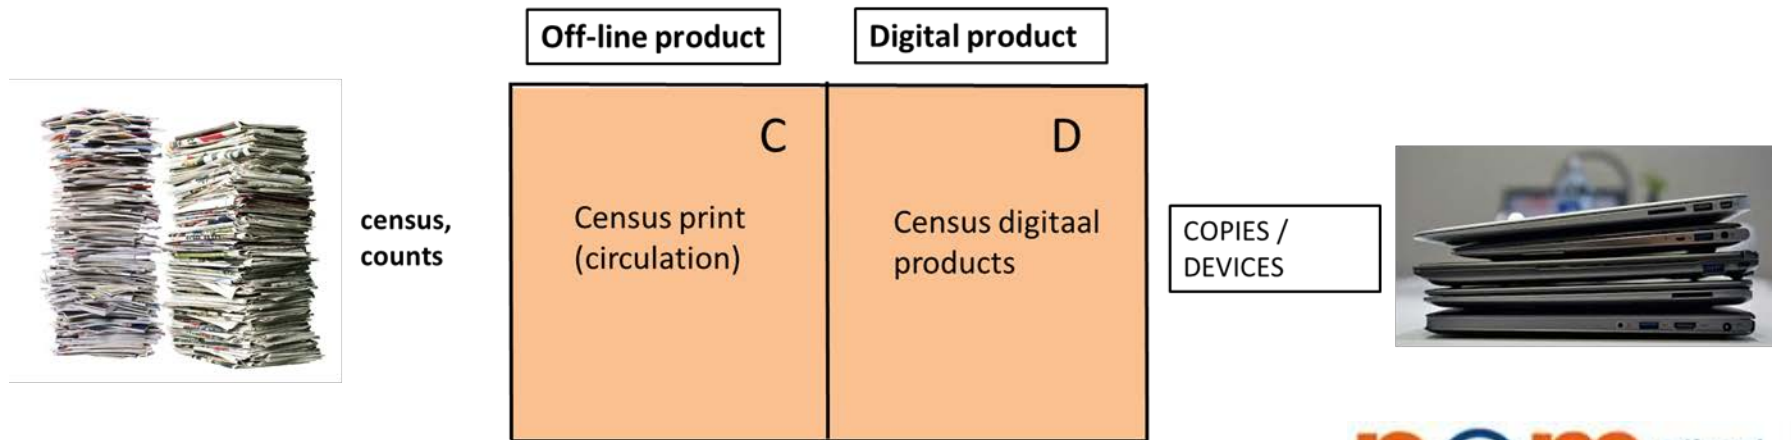 Off-line product
Digital product
C
D
census,
counts
Census print
(circulation)
Census digitaal
products
COPIES /
DEVICES